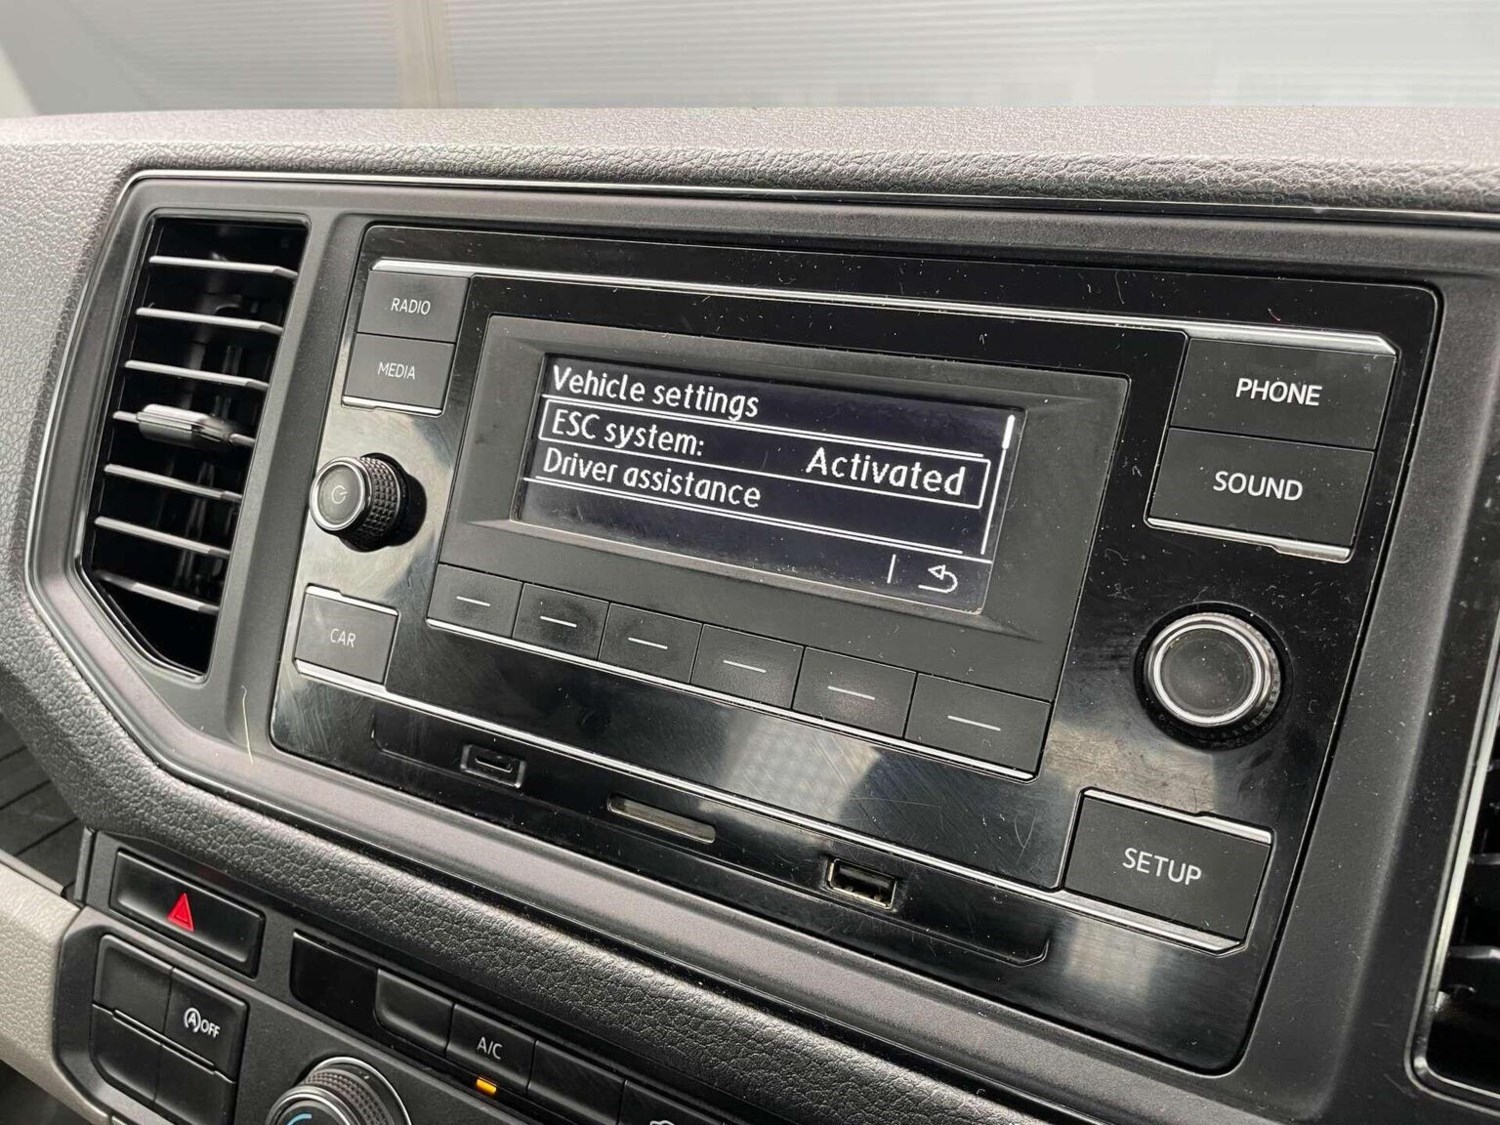 RADIO
MEDIA
Vehicle settings
ESC system:
Activated
Driver assistance
PHONE
SOUND
CAR
SETUP
A OFF
A/C